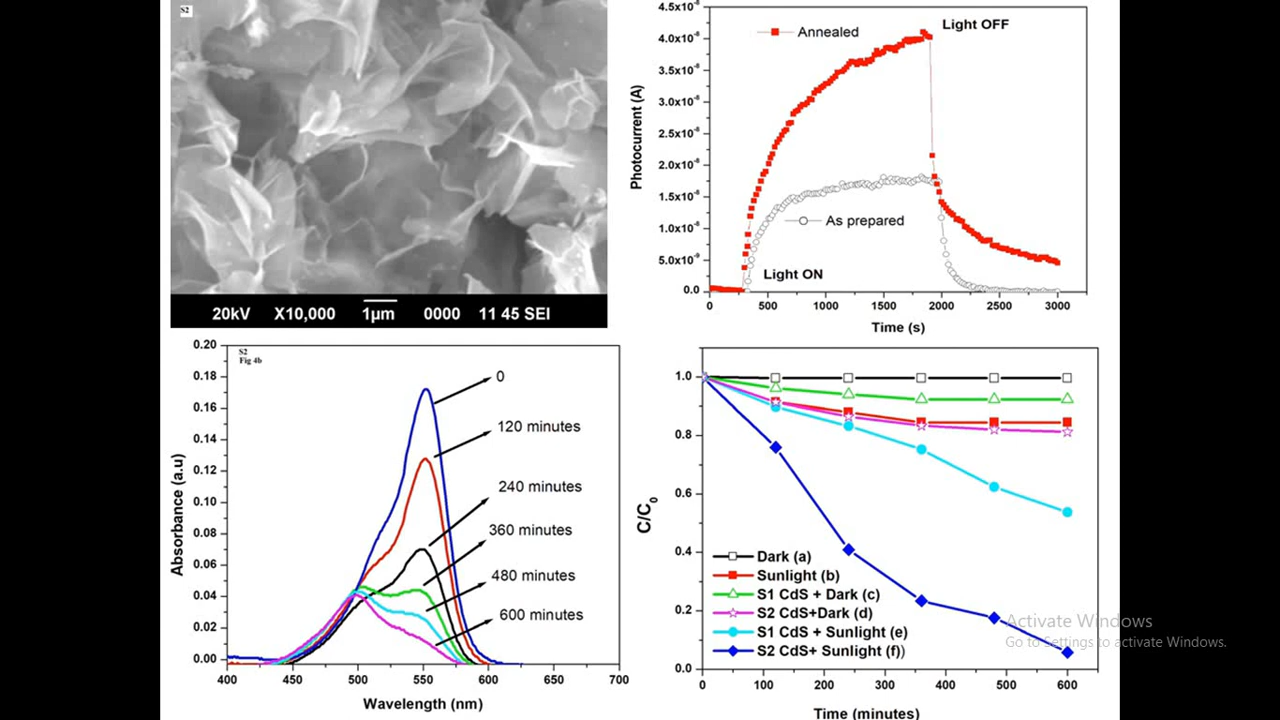 S2
20kV X10,000 1µm 0000 11 45 SEI
4.5x10⁻⁸
4.0x10⁻⁸
3.5x10⁻⁸
3.0x10⁻⁸
2.5x10⁻⁸
2.0x10⁻⁸
1.5x10⁻⁸
1.0x10⁻⁸
5.0x10⁻⁹
0.0
Photocurrent (A)
Annealed
Light OFF
As prepared
Light ON
0 500 1000 1500 2000 2500 3000
Time (s)
S2
Fig 4b
0.20
0.18
0.16
0.14
0.12
0.10
0.08
0.06
0.04
0.02
0.00
Absorbance (a.u)
0
120 minutes
240 minutes
360 minutes
480 minutes
600 minutes
400 450 500 550 600 650 700
Wavelength (nm)
1.0
0.8
0.6
0.4
0.2
0.0
C/C₀
Dark (a)
Sunlight (b)
S1 CdS + Dark (c)
S2 CdS+Dark (d)
S1 CdS + Sunlight (e)
S2 CdS+ Sunlight (f))
0 100 200 300 400 500 600
Time (minutes)
Activate Windows
Go to Settings to activate Windows.